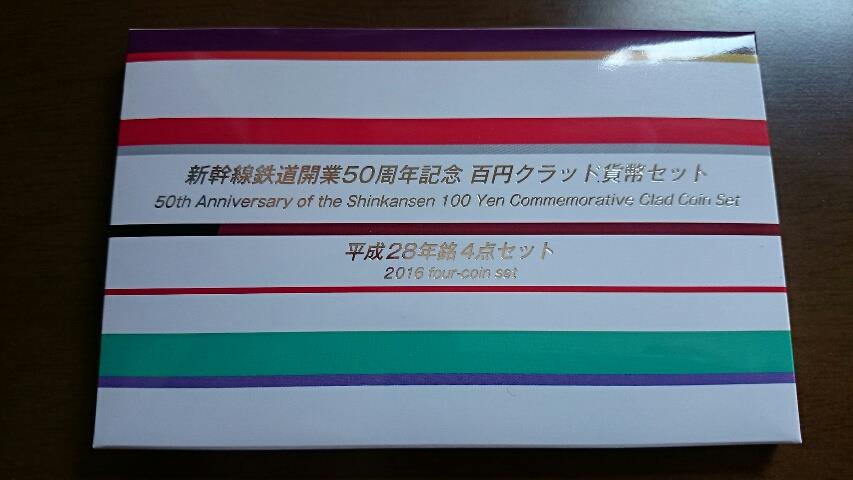 新幹線鉄道開業50周年記念 百円クラッド貨幣セット
50th Anniversary of the Shinkansen 100 Yen Commemorative Clad Coin Set
平成28年銘4点セット
2016 four-coin set